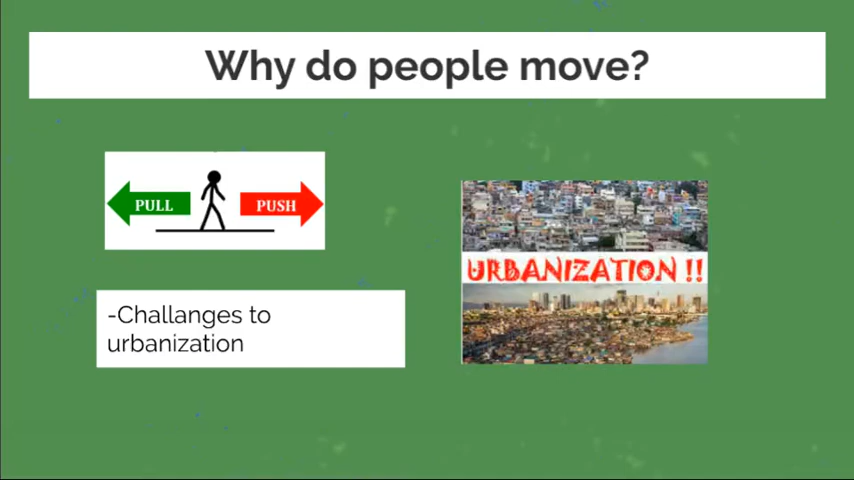 Why do people move?
PULL
PUSH
URBANIZATION !!
-Challanges to
urbanization